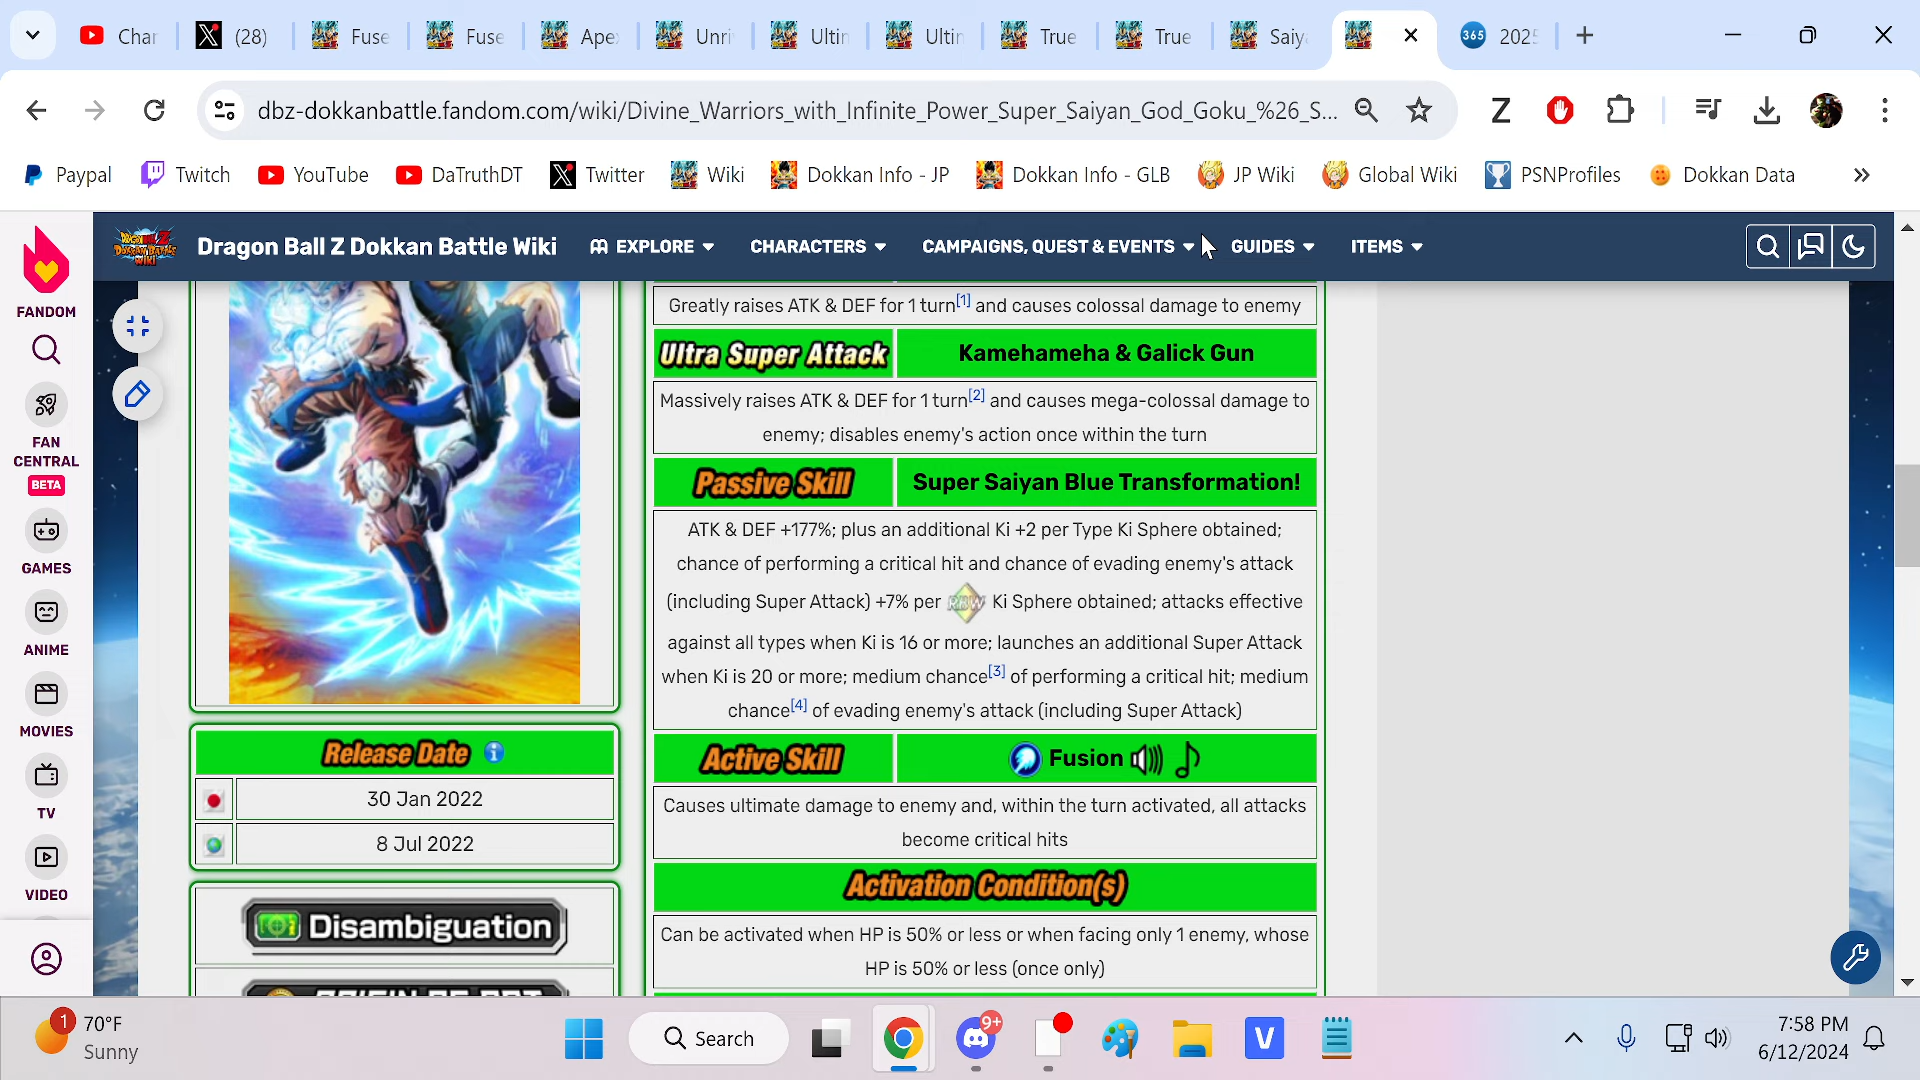 Char
(28)
Fuse
Fuse
Ape
Unri
Ultin
Ultin
True
True
Saiya
365 2025
dbz-dokkanbattle.fandom.com/wiki/Divine_Warriors_with_Infinite_Power_Super_Saiyan_God_Goku_%26_S...
Z
Paypal
Twitch
YouTube
DaTruthDT
Twitter
Wiki
Dokkan Info - JP
Dokkan Info - GLB
JP Wiki
Global Wiki
PSNProfiles
Dokkan Data
»
Dragon Ball Z Dokkan Battle Wiki
EXPLORE
CHARACTERS
CAMPAIGNS, QUEST & EVENTS
GUIDES
ITEMS
FANDOM
FAN
CENTRAL
BETA
GAMES
ANIME
MOVIES
TV
VIDEO
Greatly raises ATK & DEF for 1 turn[1] and causes colossal damage to enemy
Ultra Super Attack
Kamehameha & Galick Gun
Massively raises ATK & DEF for 1 turn[2] and causes mega-colossal damage to
enemy; disables enemy's action once within the turn
Passive Skill
Super Saiyan Blue Transformation!
ATK & DEF +177%; plus an additional Ki +2 per Type Ki Sphere obtained;
chance of performing a critical hit and chance of evading enemy's attack
(including Super Attack) +7% per RBW Ki Sphere obtained; attacks effective
against all types when Ki is 16 or more; launches an additional Super Attack
when Ki is 20 or more; medium chance[3] of performing a critical hit; medium
chance[4] of evading enemy's attack (including Super Attack)
Active Skill
Fusion
Causes ultimate damage to enemy and, within the turn activated, all attacks
become critical hits
Activation Condition(s)
Can be activated when HP is 50% or less or when facing only 1 enemy, whose
HP is 50% or less (once only)
Release Date
30 Jan 2022
8 Jul 2022
Disambiguation
1
70°F
Sunny
Search
9+
V
7:58 PM
6/12/2024